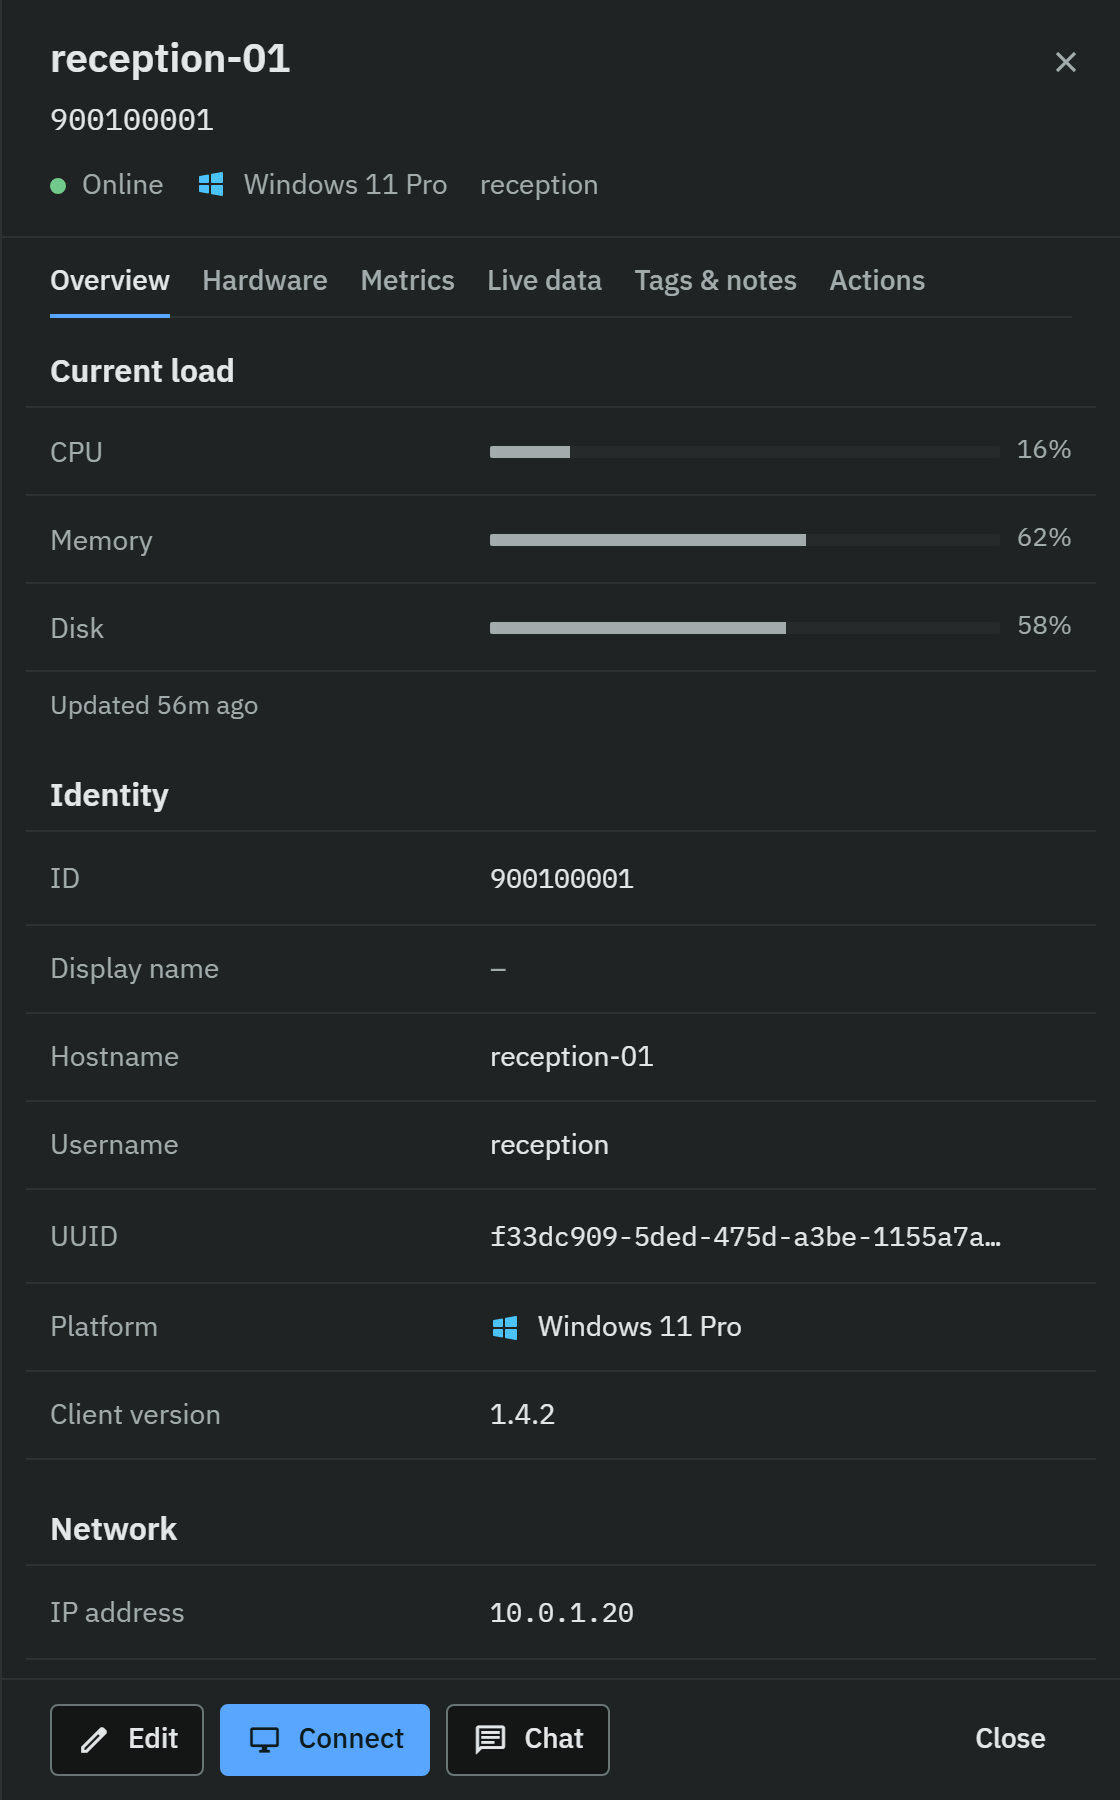 reception-01
900100001
Online Windows 11 Pro reception
Overview Hardware Metrics Live data Tags & notes Actions
Current load
CPU 16%
Memory 62%
Disk 58%
Updated 56m ago
Identity
ID 900100001
Display name –
Hostname reception-01
Username reception
UUID f33dc909-5ded-475d-a3be-1155a7a…
Platform Windows 11 Pro
Client version 1.4.2
Network
IP address 10.0.1.20
Edit Connect Chat Close